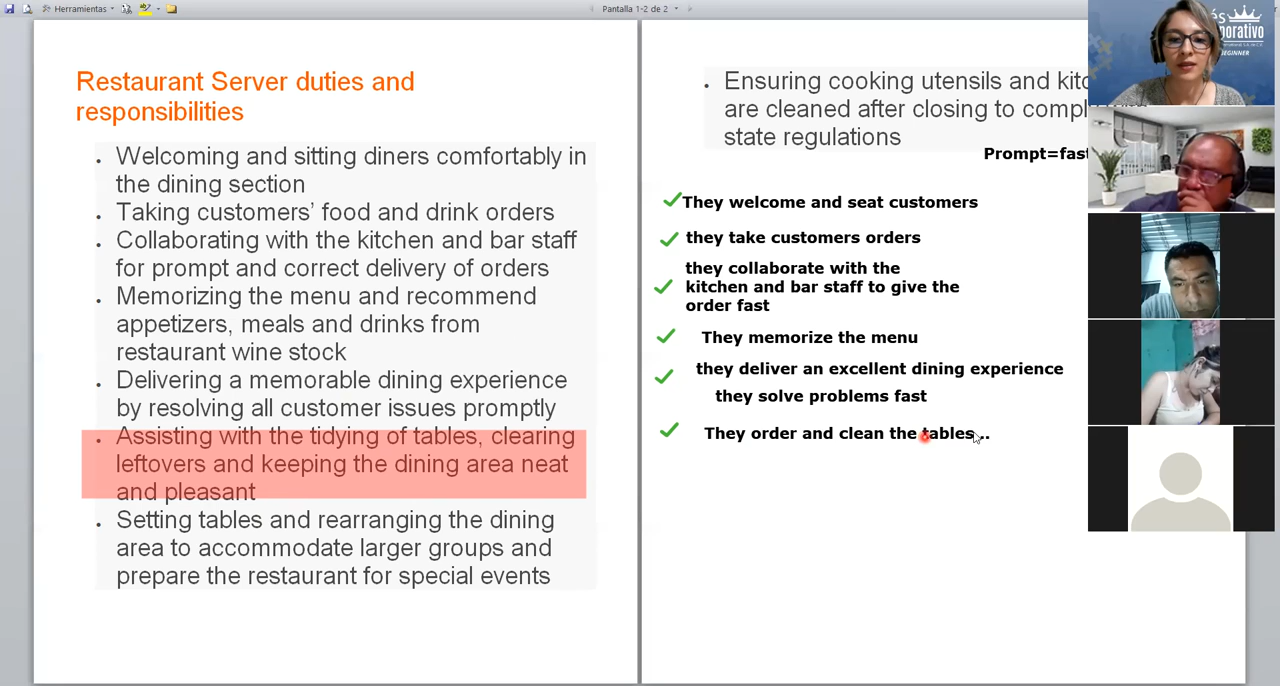 Herramientas
Pantalla 1-2 de 2
Restaurant Server duties and
responsibilities
Welcoming and sitting diners comfortably in
the dining section
Taking customers’ food and drink orders
Collaborating with the kitchen and bar staff
for prompt and correct delivery of orders
Memorizing the menu and recommend
appetizers, meals and drinks from
restaurant wine stock
Delivering a memorable dining experience
by resolving all customer issues promptly
Assisting with the tidying of tables, clearing
leftovers and keeping the dining area neat
and pleasant
Setting tables and rearranging the dining
area to accommodate larger groups and
prepare the restaurant for special events
Ensuring cooking utensils and
are cleaned after closing to
state regulations
Prompt=fast
They welcome and seat customers
they take customers orders
they collaborate with the
kitchen and bar staff to give the
order fast
They memorize the menu
they deliver an excellent dining experience
they solve problems fast
They order and clean the tables...
BEGINNER